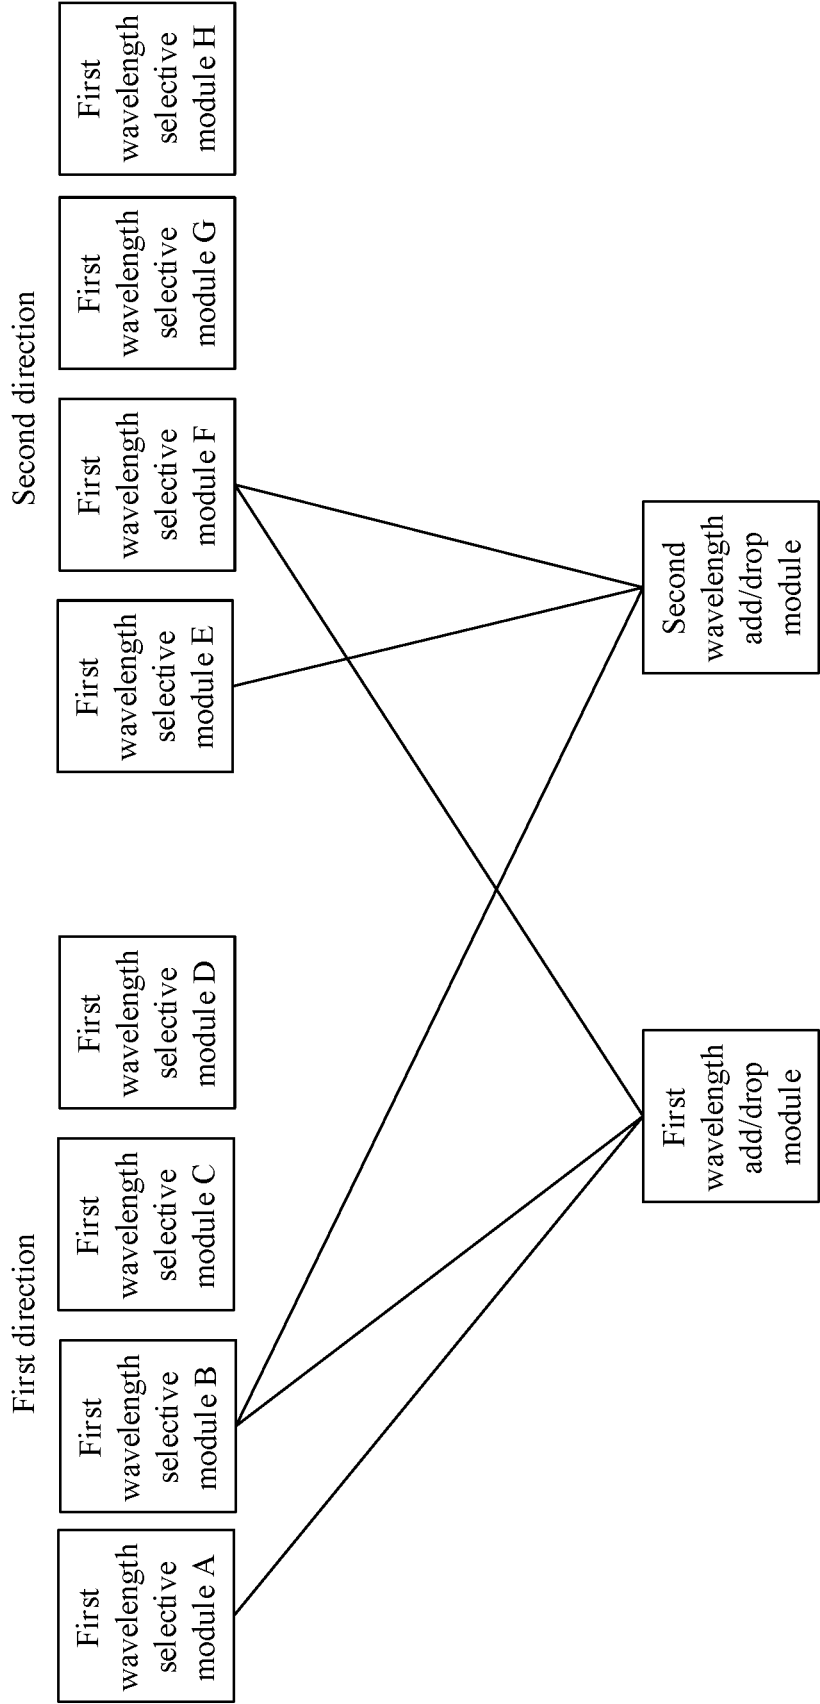 First direction
Second direction
First
wavelength
selective
module A
First
wavelength
selective
module B
First
wavelength
selective
module C
First
wavelength
selective
module D
First
wavelength
selective
module E
First
wavelength
selective
module F
First
wavelength
selective
module G
First
wavelength
selective
module H
First
wavelength
add/drop
module
Second
wavelength
add/drop
module